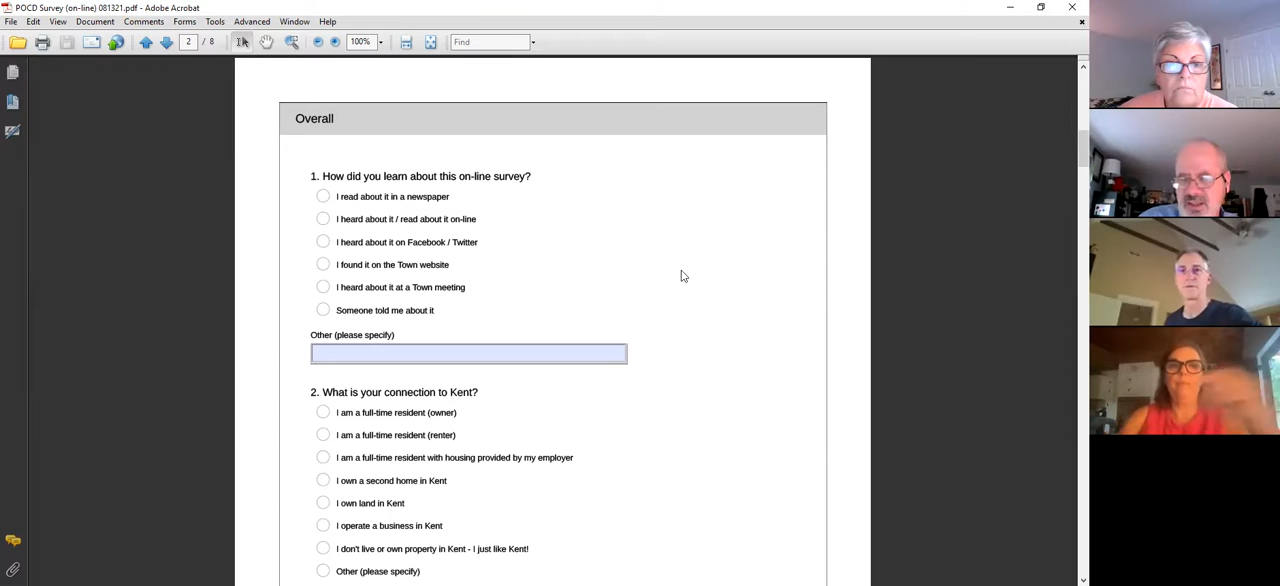 POCD Survey (on-line) 081321.pdf - Adobe Acrobat
File Edit View Document Comments Forms Tools Advanced Window Help
2 / 8 100% Find
Overall
1. How did you learn about this on-line survey?
I read about it in a newspaper
I heard about it / read about it on-line
I heard about it on Facebook / Twitter
I found it on the Town website
I heard about it at a Town meeting
Someone told me about it
Other (please specify)
2. What is your connection to Kent?
I am a full-time resident (owner)
I am a full-time resident (renter)
I am a full-time resident with housing provided by my employer
I own a second home in Kent
I own land in Kent
I operate a business in Kent
I don't live or own property in Kent - I just like Kent!
Other (please specify)